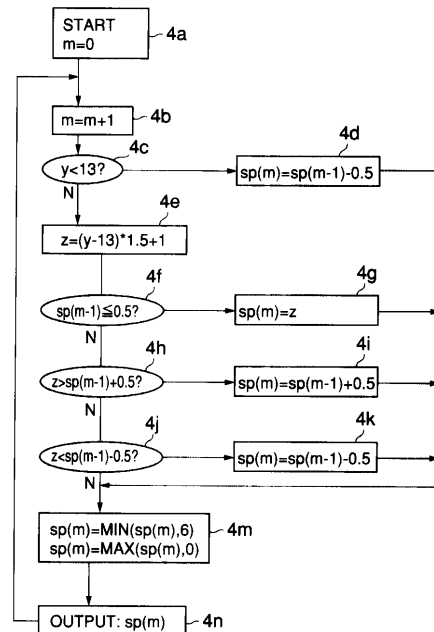 START
m=0
4a
m=m+1
4b
4c
y<13?
4d
sp(m)=sp(m-1)-0.5
N
4e
z=(y-13)*1.5+1
4f
sp(m-1)≦0.5?
4g
sp(m)=z
N
4h
z>sp(m-1)+0.5?
4i
sp(m)=sp(m-1)+0.5
N
4j
z<sp(m-1)-0.5?
4k
sp(m)=sp(m-1)-0.5
N
sp(m)=MIN(sp(m),6)
sp(m)=MAX(sp(m),0)
4m
OUTPUT: sp(m)
4n